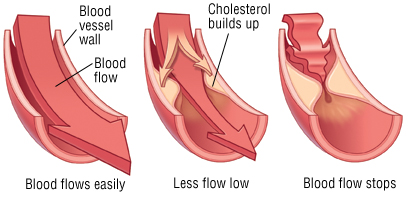 Blood
vessel
wall
Blood
flow
Cholesterol
builds up
Blood flows easily
Less flow low
Blood flow stops